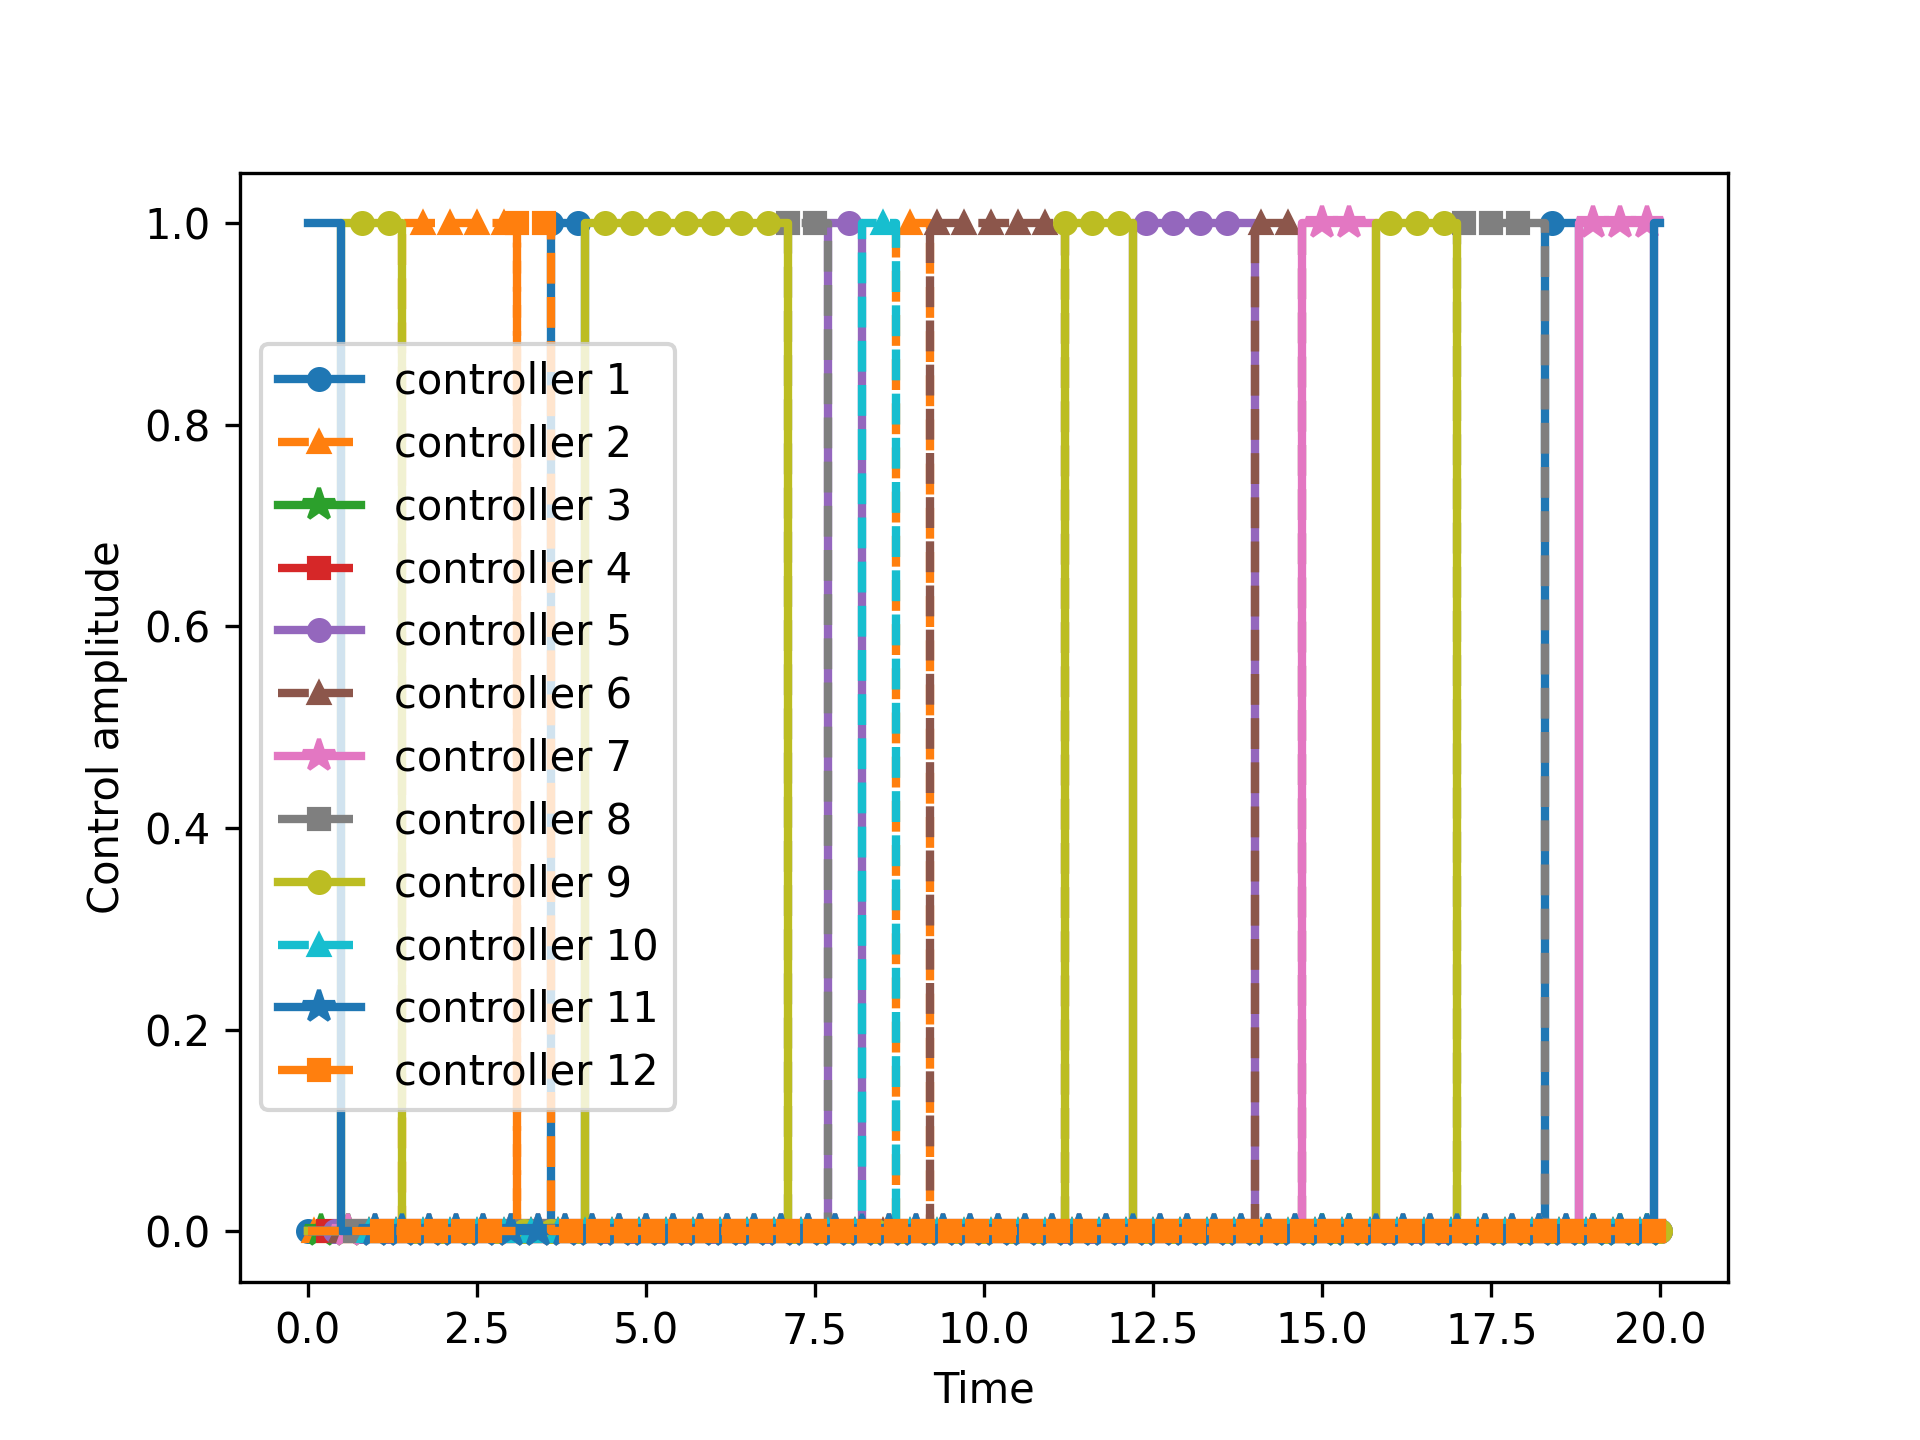 1.0
0.8
0.6
0.4
0.2
0.0
Control amplitude
controller 1
controller 2
controller 3
controller 4
controller 5
controller 6
controller 7
controller 8
controller 9
controller 10
controller 11
controller 12
0.0 2.5 5.0 7.5 10.0 12.5 15.0 17.5 20.0
Time